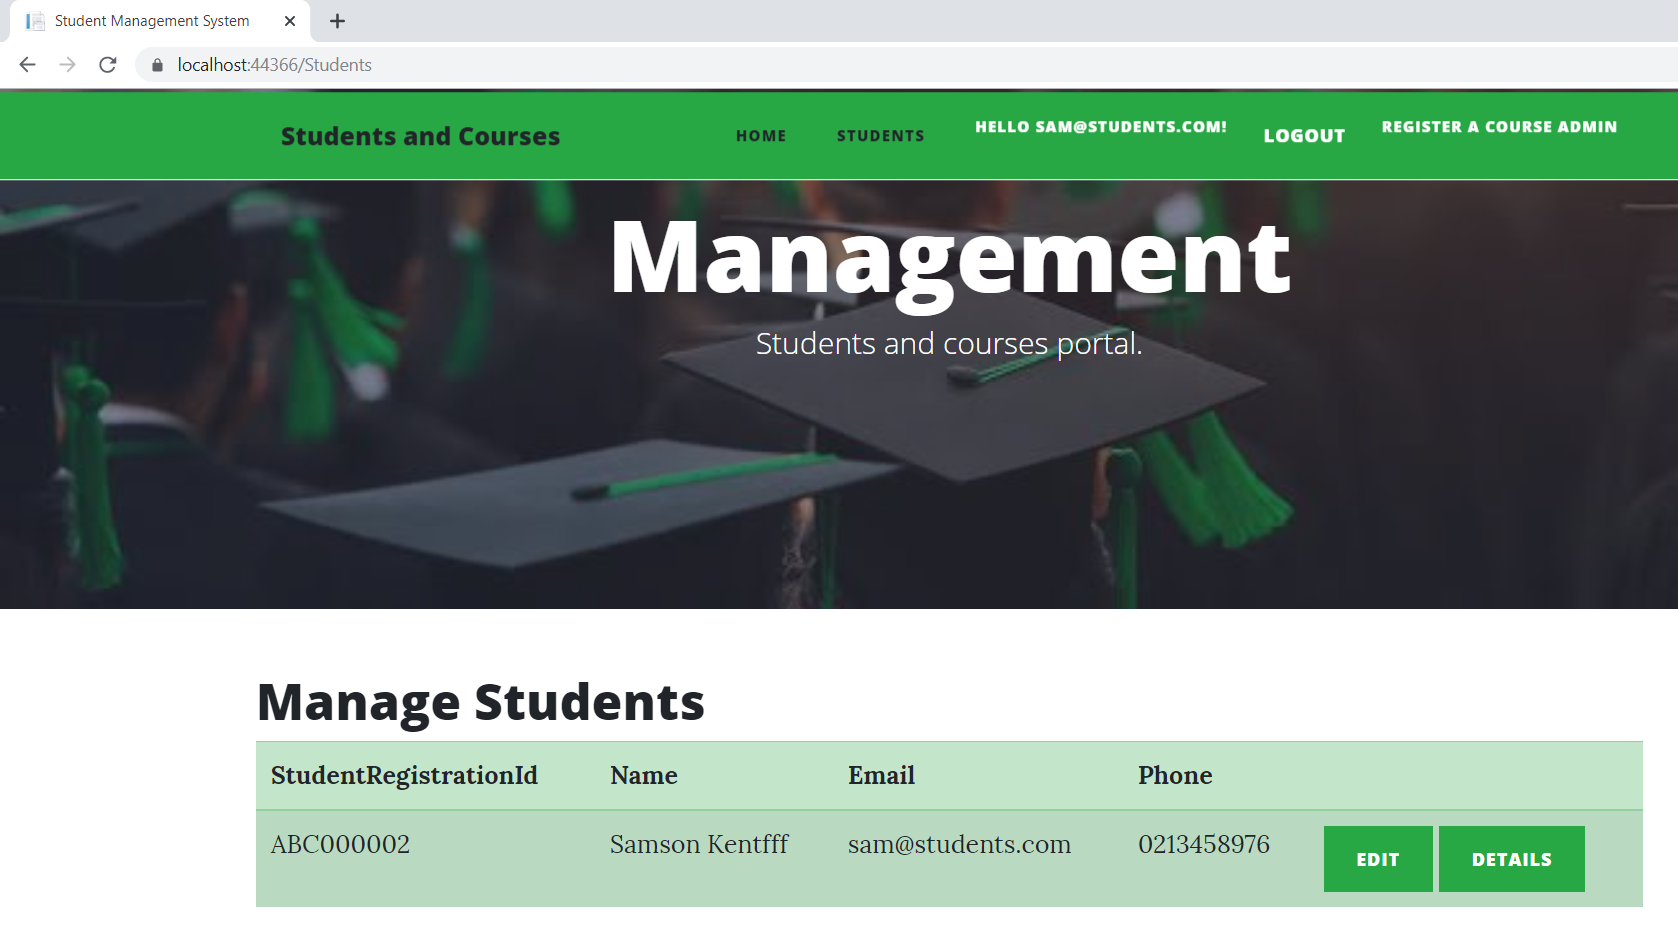 Student Management System
localhost:44366/Students
Students and Courses HOME STUDENTS HELLO SAM@STUDENTS.COM! LOGOUT REGISTER A COURSE ADMIN
Management
Students and courses portal.
Manage Students
StudentRegistrationId Name Email Phone
ABC000002 Samson Kentfff sam@students.com 0213458976 EDIT DETAILS